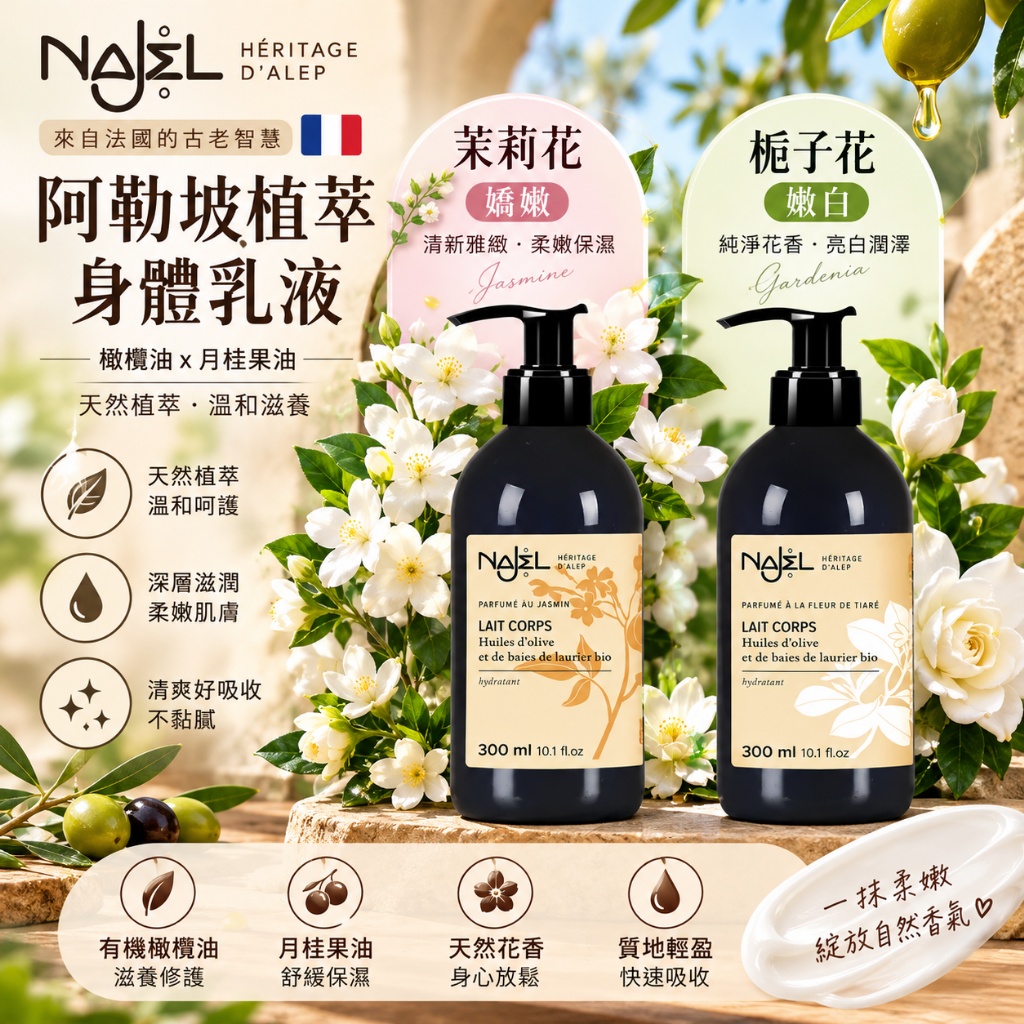 NAJEL HÉRITAGE D'ALEP
來自法國的古老智慧
阿勒坡植萃
身體乳液
橄欖油 x 月桂果油
天然植萃・溫和滋養
天然植萃
溫和呵護
深層滋潤
柔嫩肌膚
清爽好吸收
不黏膩
茉莉花
嬌嫩
清新雅緻・柔嫩保濕
Jasmine
栀子花
嫩白
純淨花香・亮白潤澤
Gardenia
NAJEL HÉRITAGE D'ALEP
PARFUMÉ AU JASMIN
LAIT CORPS
Huiles d'olive
et de baies de laurier bio
hydratant
300 ml 10.1 fl.oz
NAJEL HÉRITAGE D'ALEP
PARFUMÉ À LA FLEUR DE TIARÉ
LAIT CORPS
Huiles d'olive
et de baies de laurier bio
hydratant
300 ml 10.1 fl.oz
有機橄欖油
滋養修護
月桂果油
舒緩保濕
天然花香
身心放鬆
質地輕盈
快速吸收
一抹柔嫩
綻放自然香氣♡